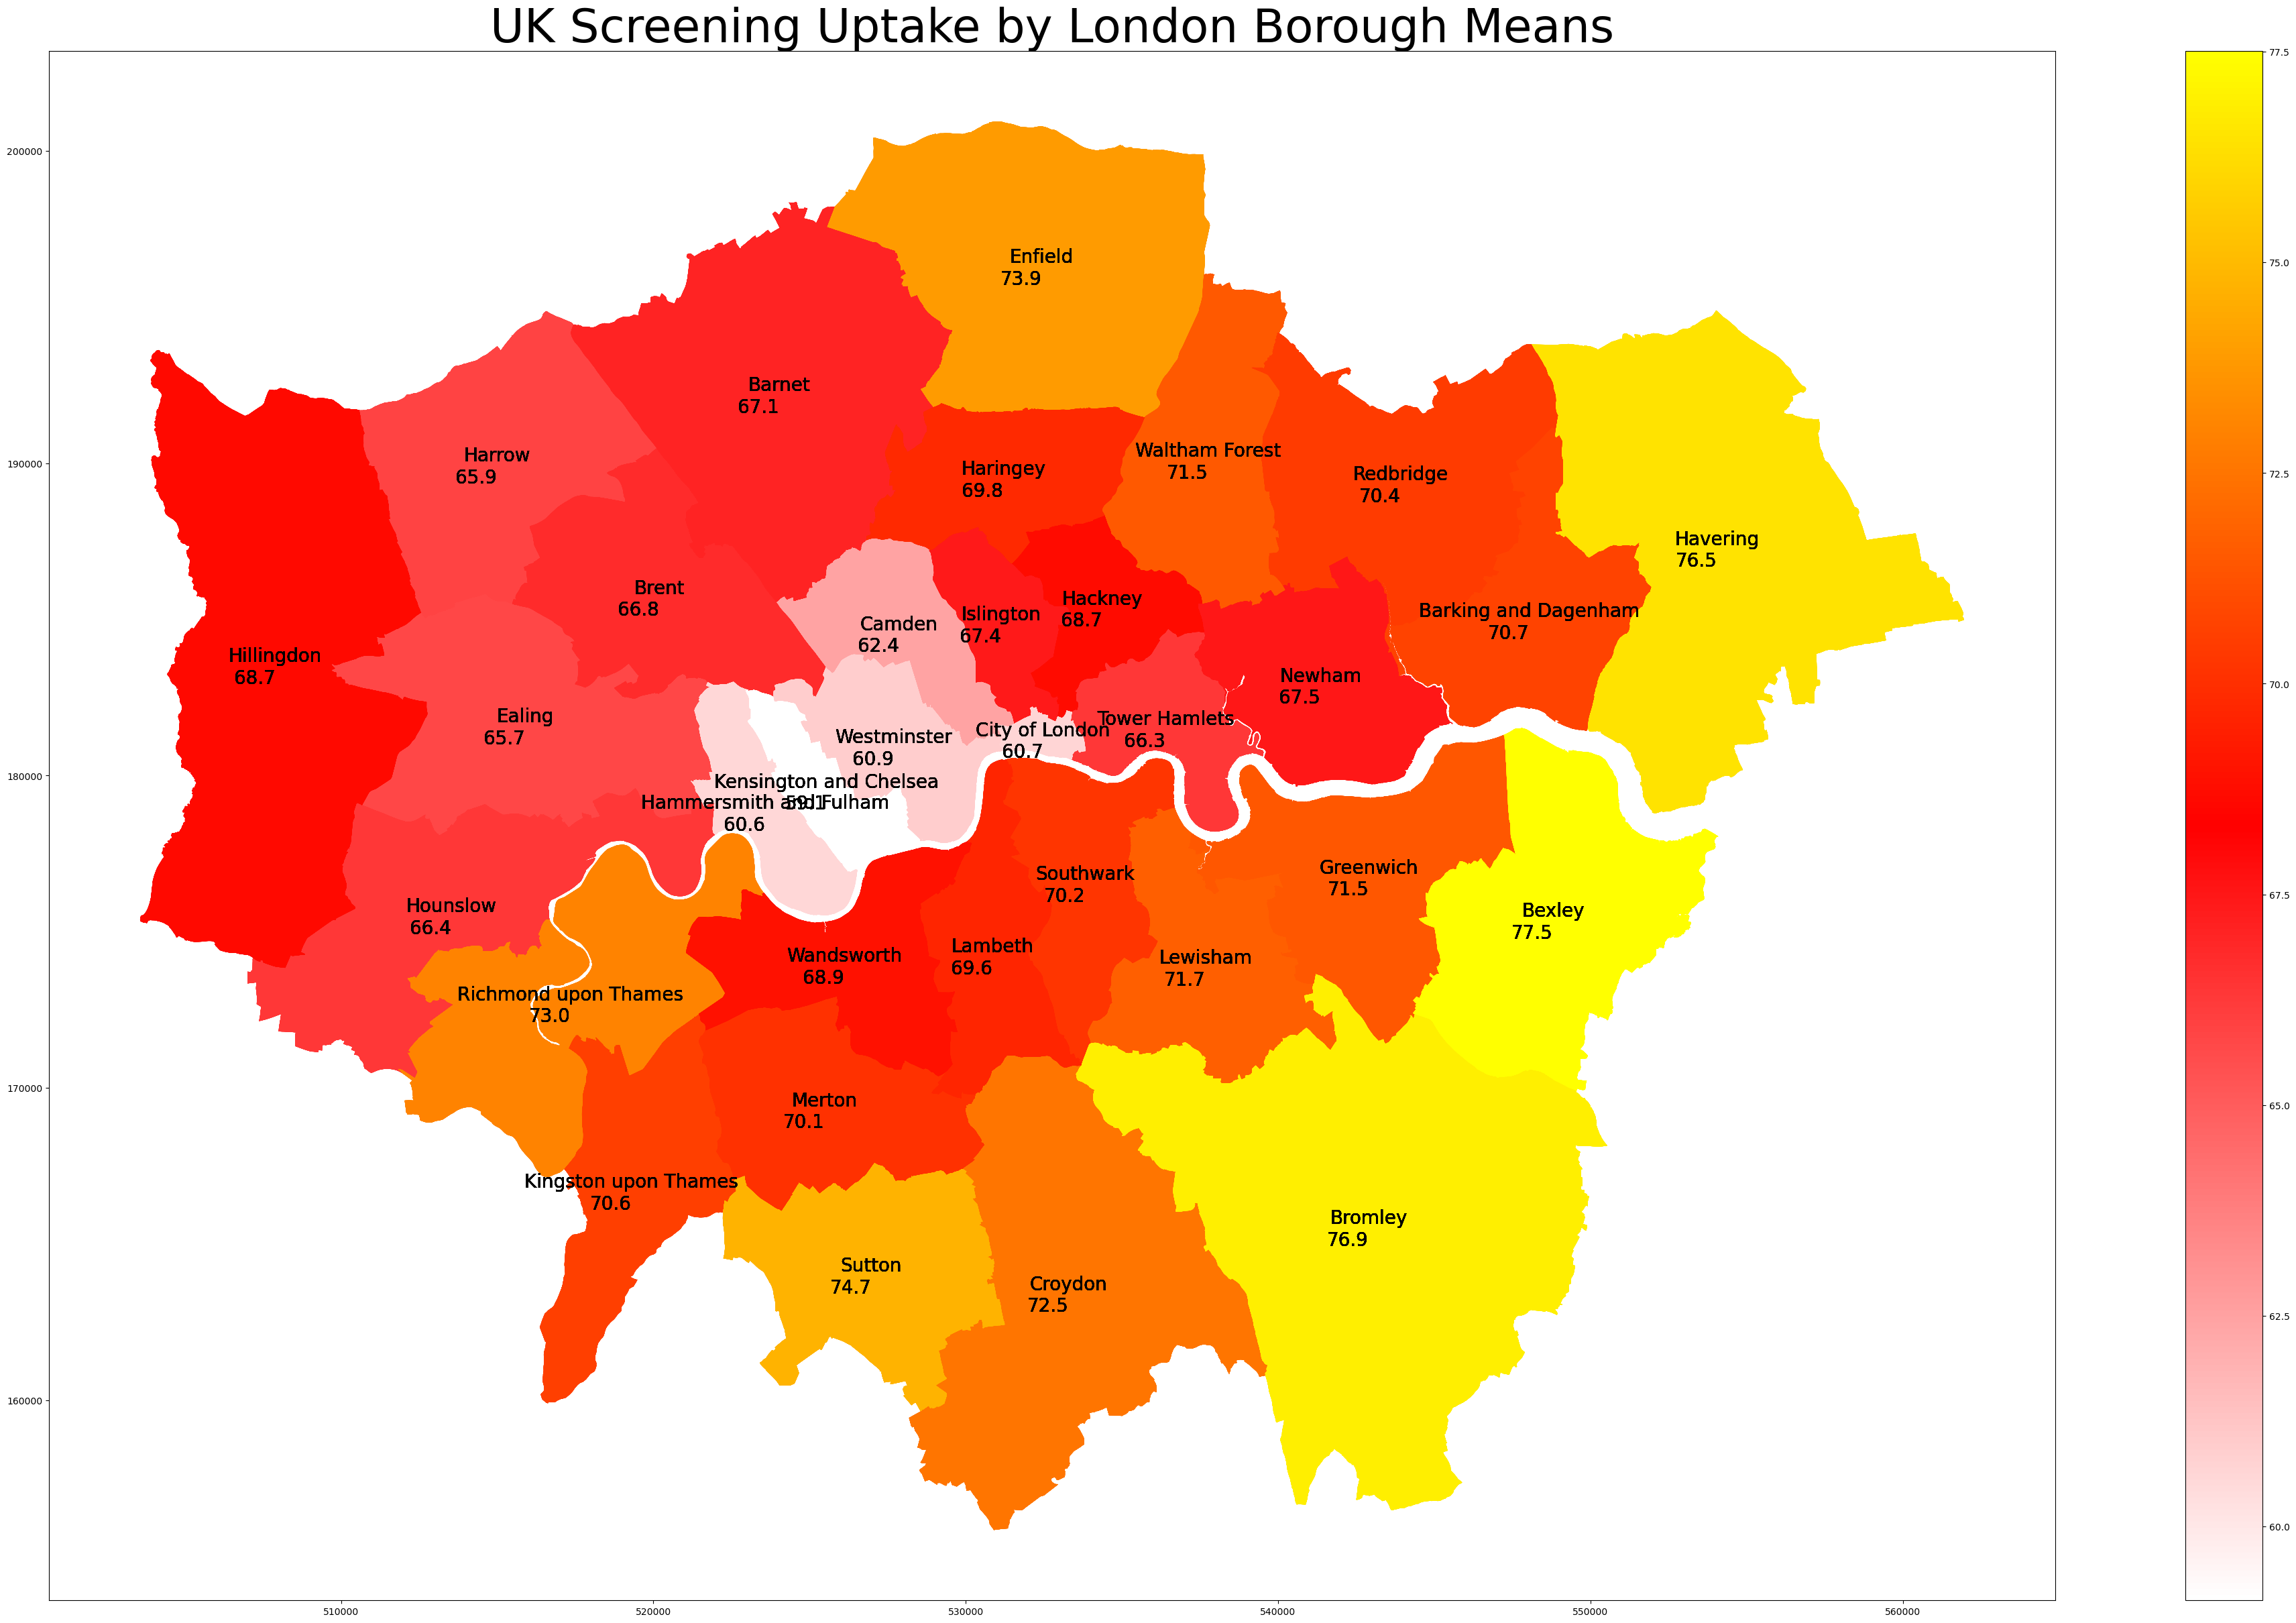 UK Screening Uptake by London Borough Means
77.5
75.0
72.5
70.0
67.5
65.0
62.5
60.0
200000
190000
180000
170000
160000
510000
520000
530000
540000
550000
560000
Enfield
73.9
Barnet
67.1
Harrow
65.9
Haringey
69.8
Waltham Forest
71.5
Redbridge
70.4
Havering
76.5
Brent
66.8
Camden
62.4
Islington
67.4
Hackney
68.7
Barking and Dagenham
70.7
Hillingdon
68.7
Newham
67.5
Ealing
65.7
Westminster
60.9
City of London
60.7
Tower Hamlets
66.3
Kensington and Chelsea
59.1
Hammersmith and Fulham
60.6
Southwark
70.2
Greenwich
71.5
Bexley
77.5
Hounslow
66.4
Wandsworth
68.9
Lambeth
69.6
Lewisham
71.7
Richmond upon Thames
73.0
Merton
70.1
Kingston upon Thames
70.6
Bromley
76.9
Sutton
74.7
Croydon
72.5